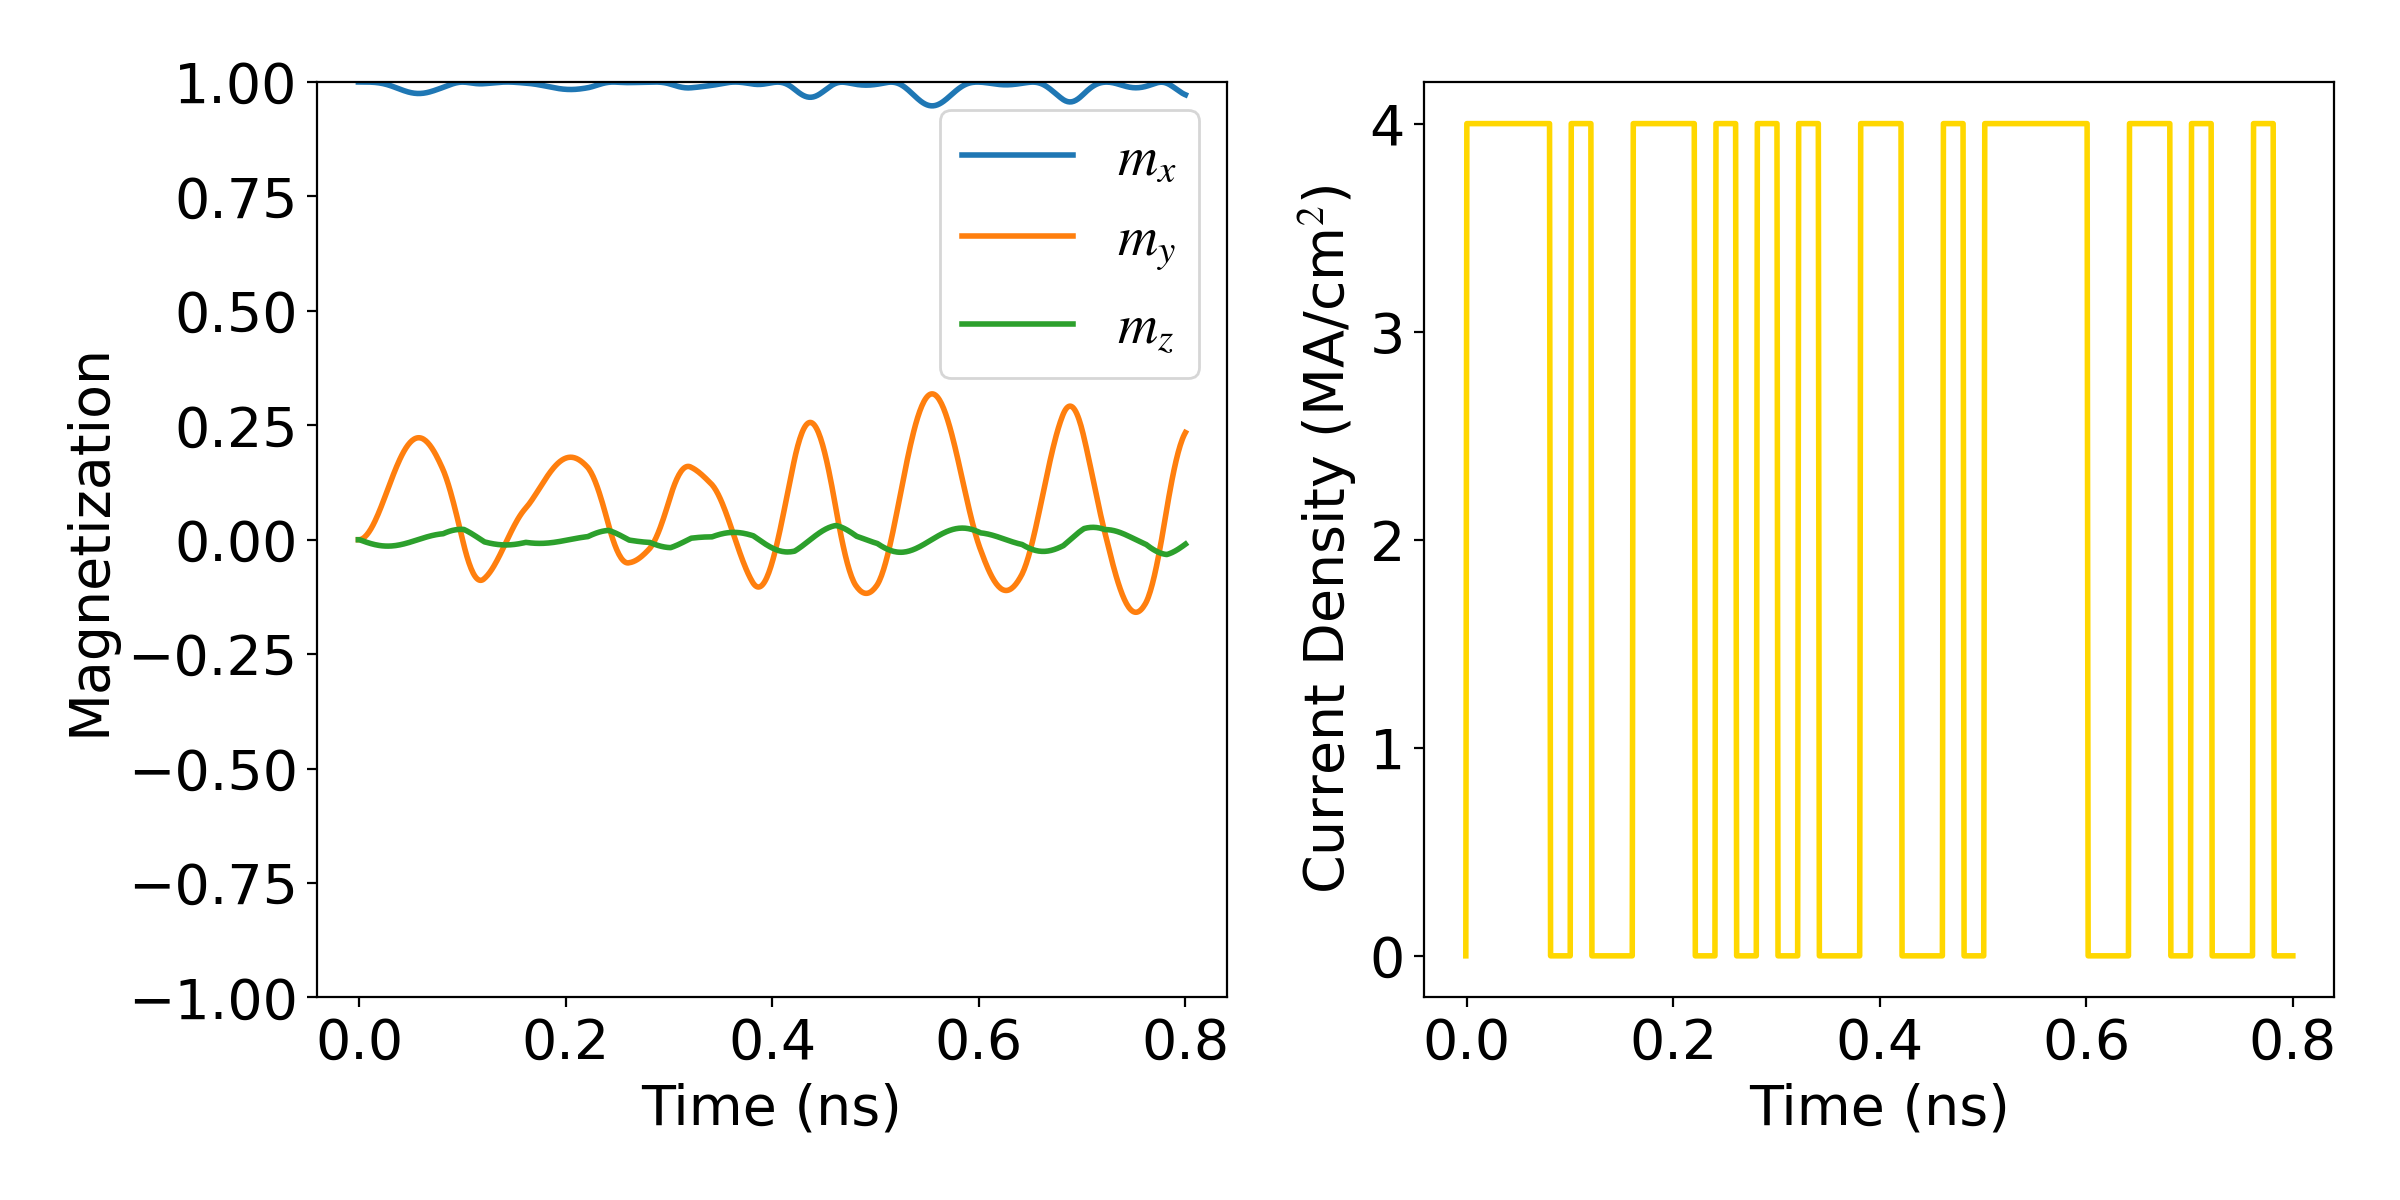 Magnetization
1.00
0.75
0.50
0.25
0.00
−0.25
−0.50
−0.75
−1.00
0.0 0.2 0.4 0.6 0.8
Time (ns)
m_x
m_y
m_z
Current Density (MA/cm²)
4
3
2
1
0
0.0 0.2 0.4 0.6 0.8
Time (ns)